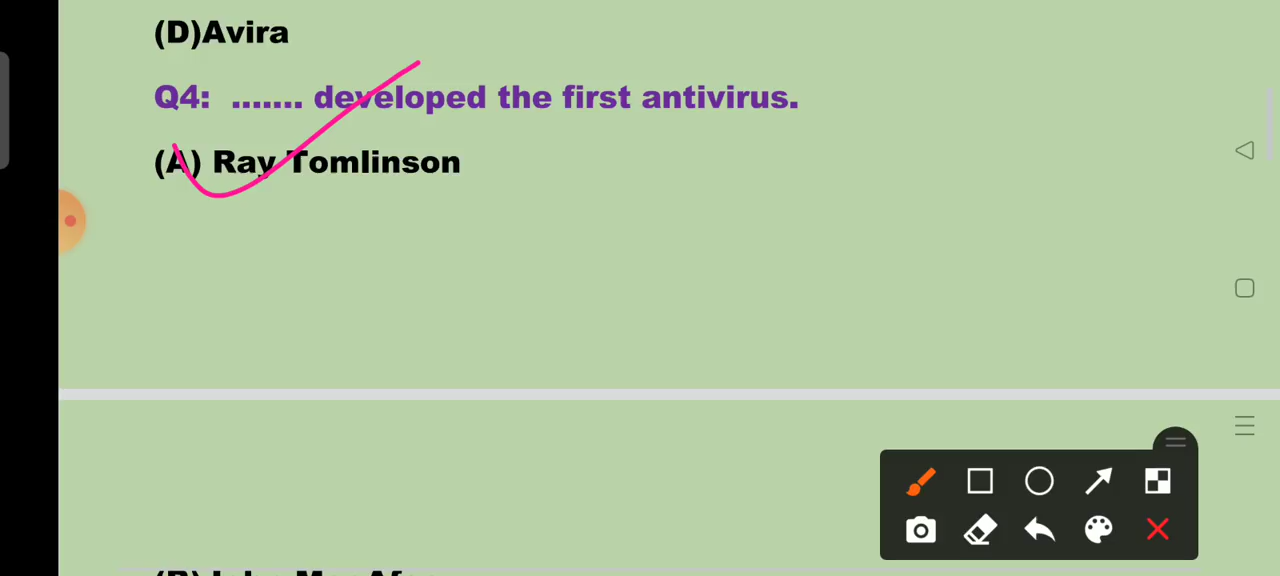 (D)Avira
Q4: ....... developed the first antivirus.
(A) Ray Tomlinson